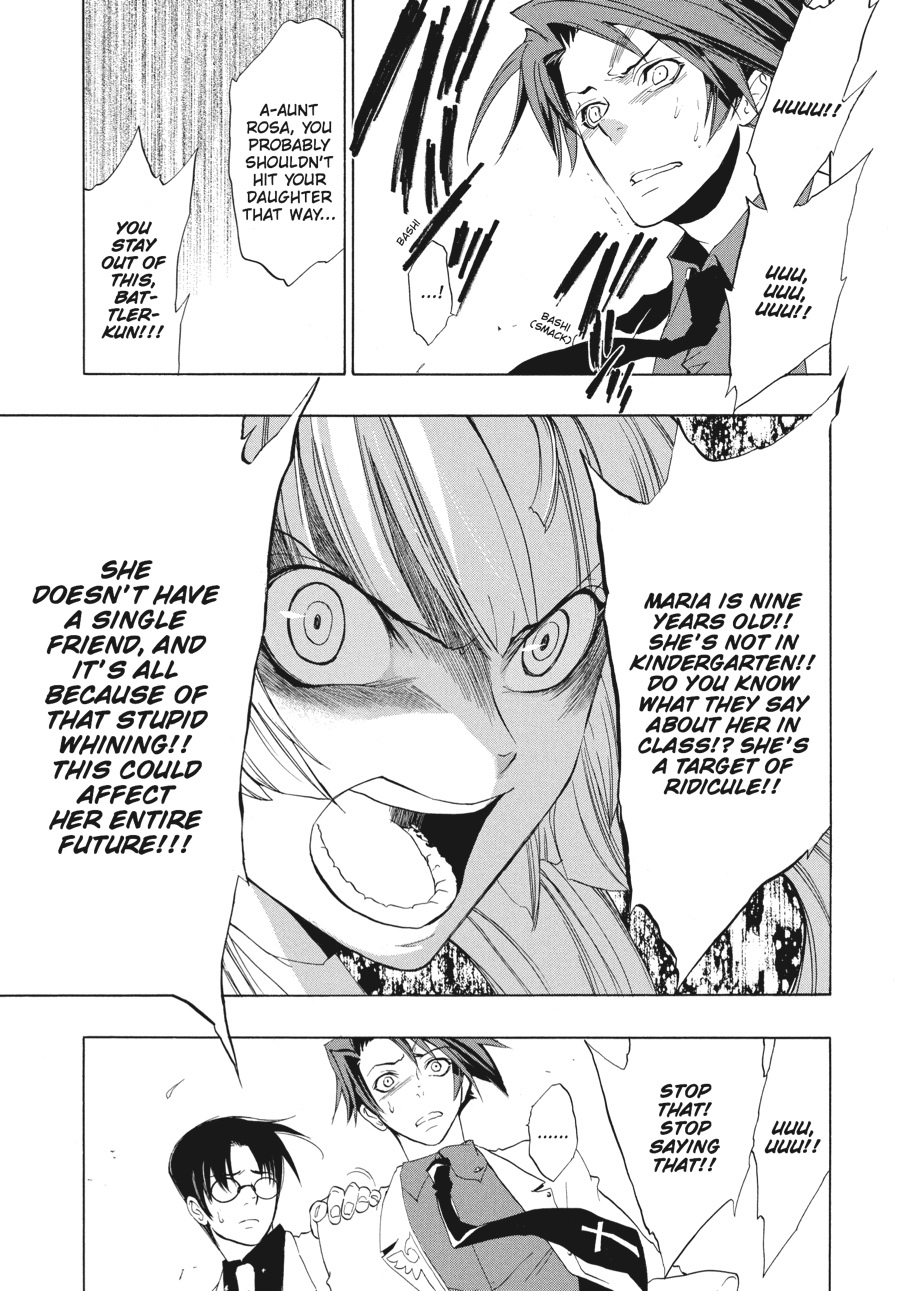 UUUU!!
UUU,
UUU,
UUU!!
...!
BASHI
BASHI
(SMACK)
A-AUNT
ROSA, YOU
PROBABLY
SHOULDN'T
HIT YOUR
DAUGHTER
THAT WAY...
YOU
STAY
OUT OF
THIS,
BAT-
TLER-
KUN!!!
MARIA IS NINE
YEARS OLD!!
SHE'S NOT IN
KINDERGARTEN!!
DO YOU KNOW
WHAT THEY SAY
ABOUT HER IN
CLASS!? SHE'S
A TARGET OF
RIDICULE!!
SHE
DOESN'T HAVE
A SINGLE
FRIEND, AND
IT'S ALL
BECAUSE OF
THAT STUPID
WHINING!!
THIS COULD
AFFECT
HER ENTIRE
FUTURE!!!
UUU,
UUU!!
STOP
THAT!
STOP
SAYING
THAT!!
......